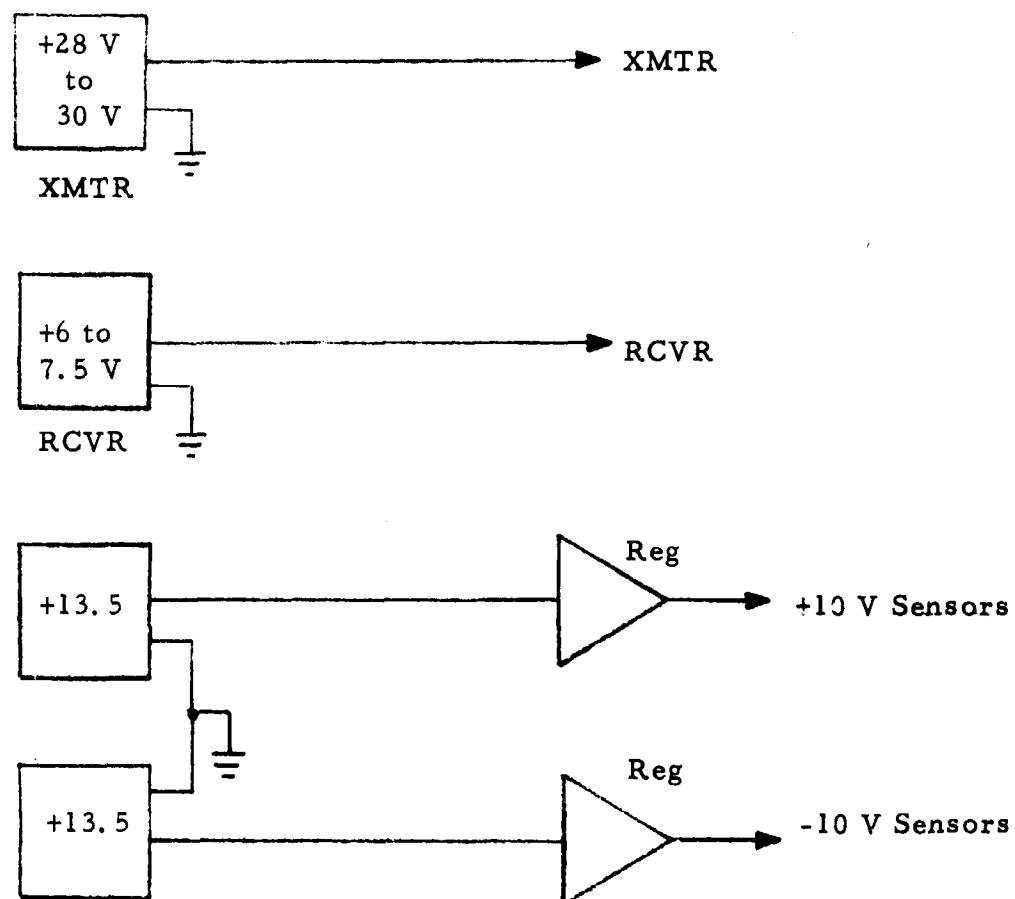 +28 V
to
30 V
XMTR
XMTR
+6 to
7.5 V
RCVR
RCVR
+13.5
Reg
+10 V Sensors
+13.5
Reg
-10 V Sensors